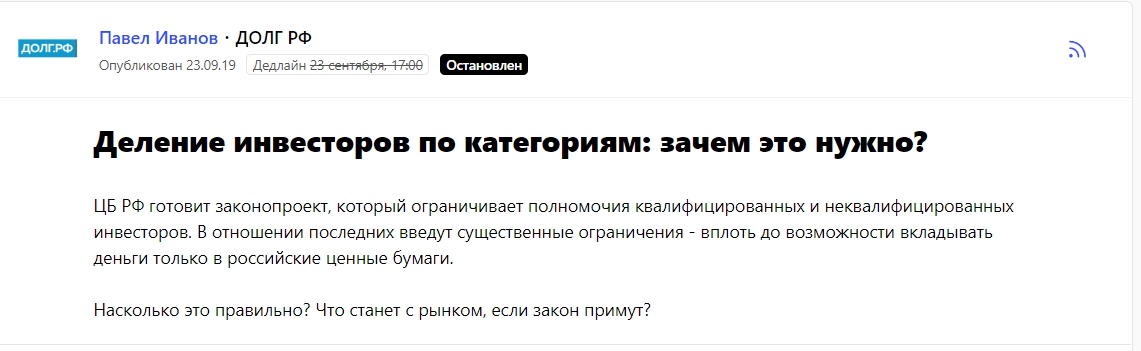 ДОЛГ.РФ
Павел Иванов · ДОЛГ РФ
Опубликован 23.09.19 Дедлайн 23 сентября, 17:00 Остановлен
Деление инвесторов по категориям: зачем это нужно?
ЦБ РФ готовит законопроект, который ограничивает полномочия квалифицированных и неквалифицированных
инвесторов. В отношении последних введут существенные ограничения - вплоть до возможности вкладывать
деньги только в российские ценные бумаги.
Насколько это правильно? Что станет с рынком, если закон примут?